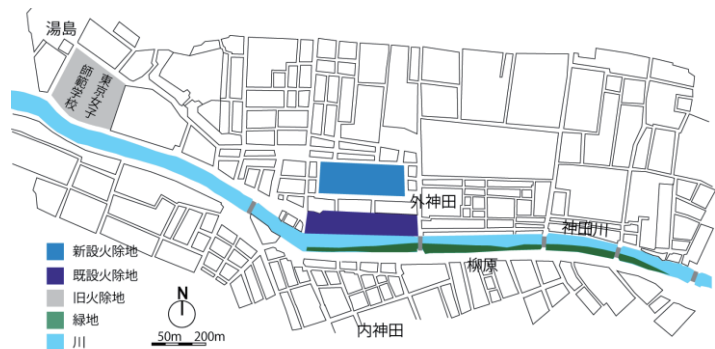 湯島
東京女子
師範学校
外神田
神田川
柳原
内神田
新設火除地
既設火除地
旧火除地
緑地
川
N
50m 200m